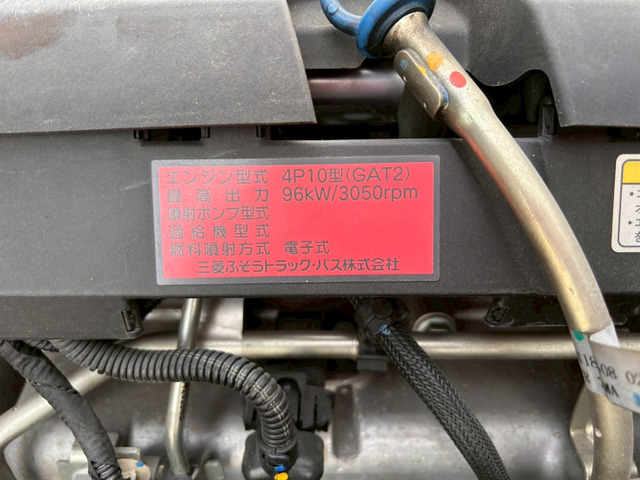 エンジン型式 4P10型(GAT2)
最高出力 96kW/3050rpm
噴射ポンプ型式
過給機型式
燃料噴射方式 電子式
三菱ふそうトラック・バス株式会社